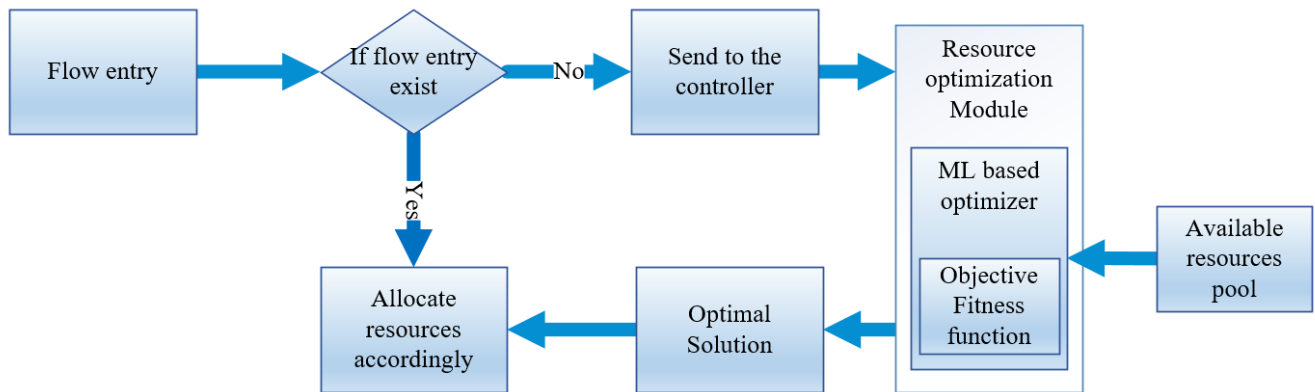 Flow entry
If flow entry
exist
No
Send to the
controller
Resource
optimization
Module
ML based
optimizer
Objective
Fitness
function
Available
resources
pool
Yes
Allocate
resources
accordingly
Optimal
Solution